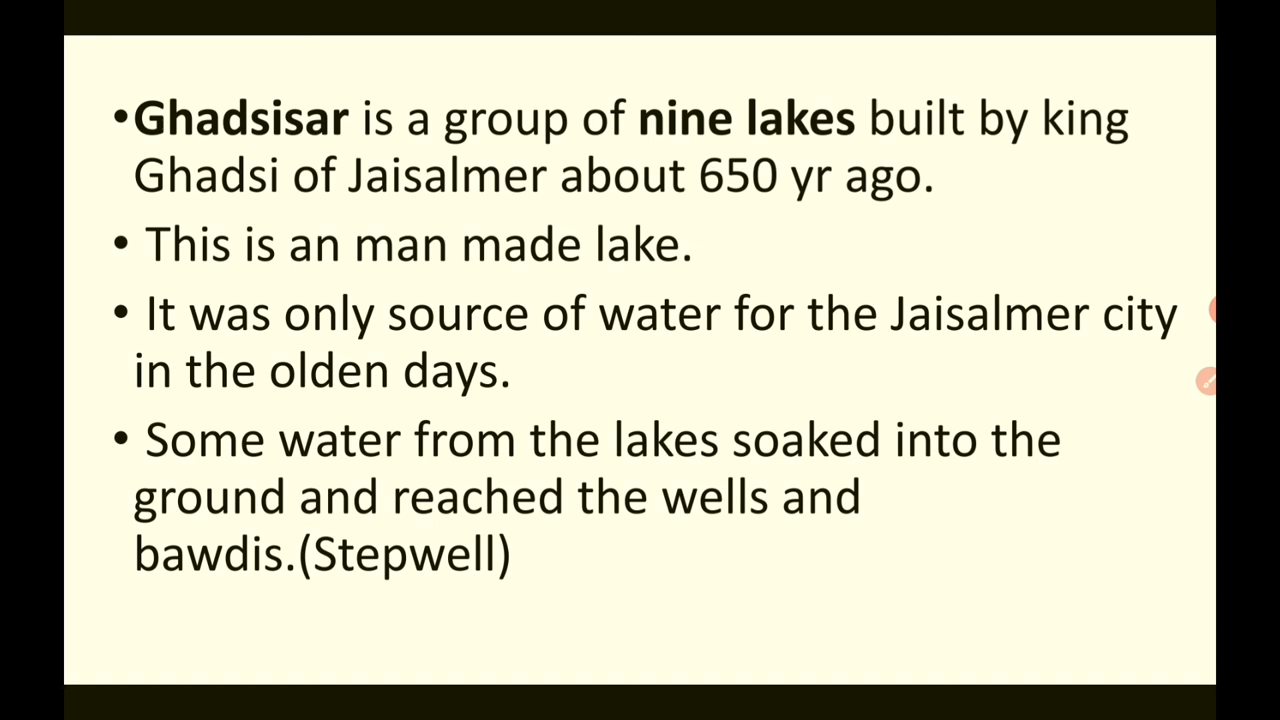 •Ghadsisar is a group of nine lakes built by king
Ghadsi of Jaisalmer about 650 yr ago.
• This is an man made lake.
• It was only source of water for the Jaisalmer city
in the olden days.
• Some water from the lakes soaked into the
ground and reached the wells and
bawdis.(Stepwell)